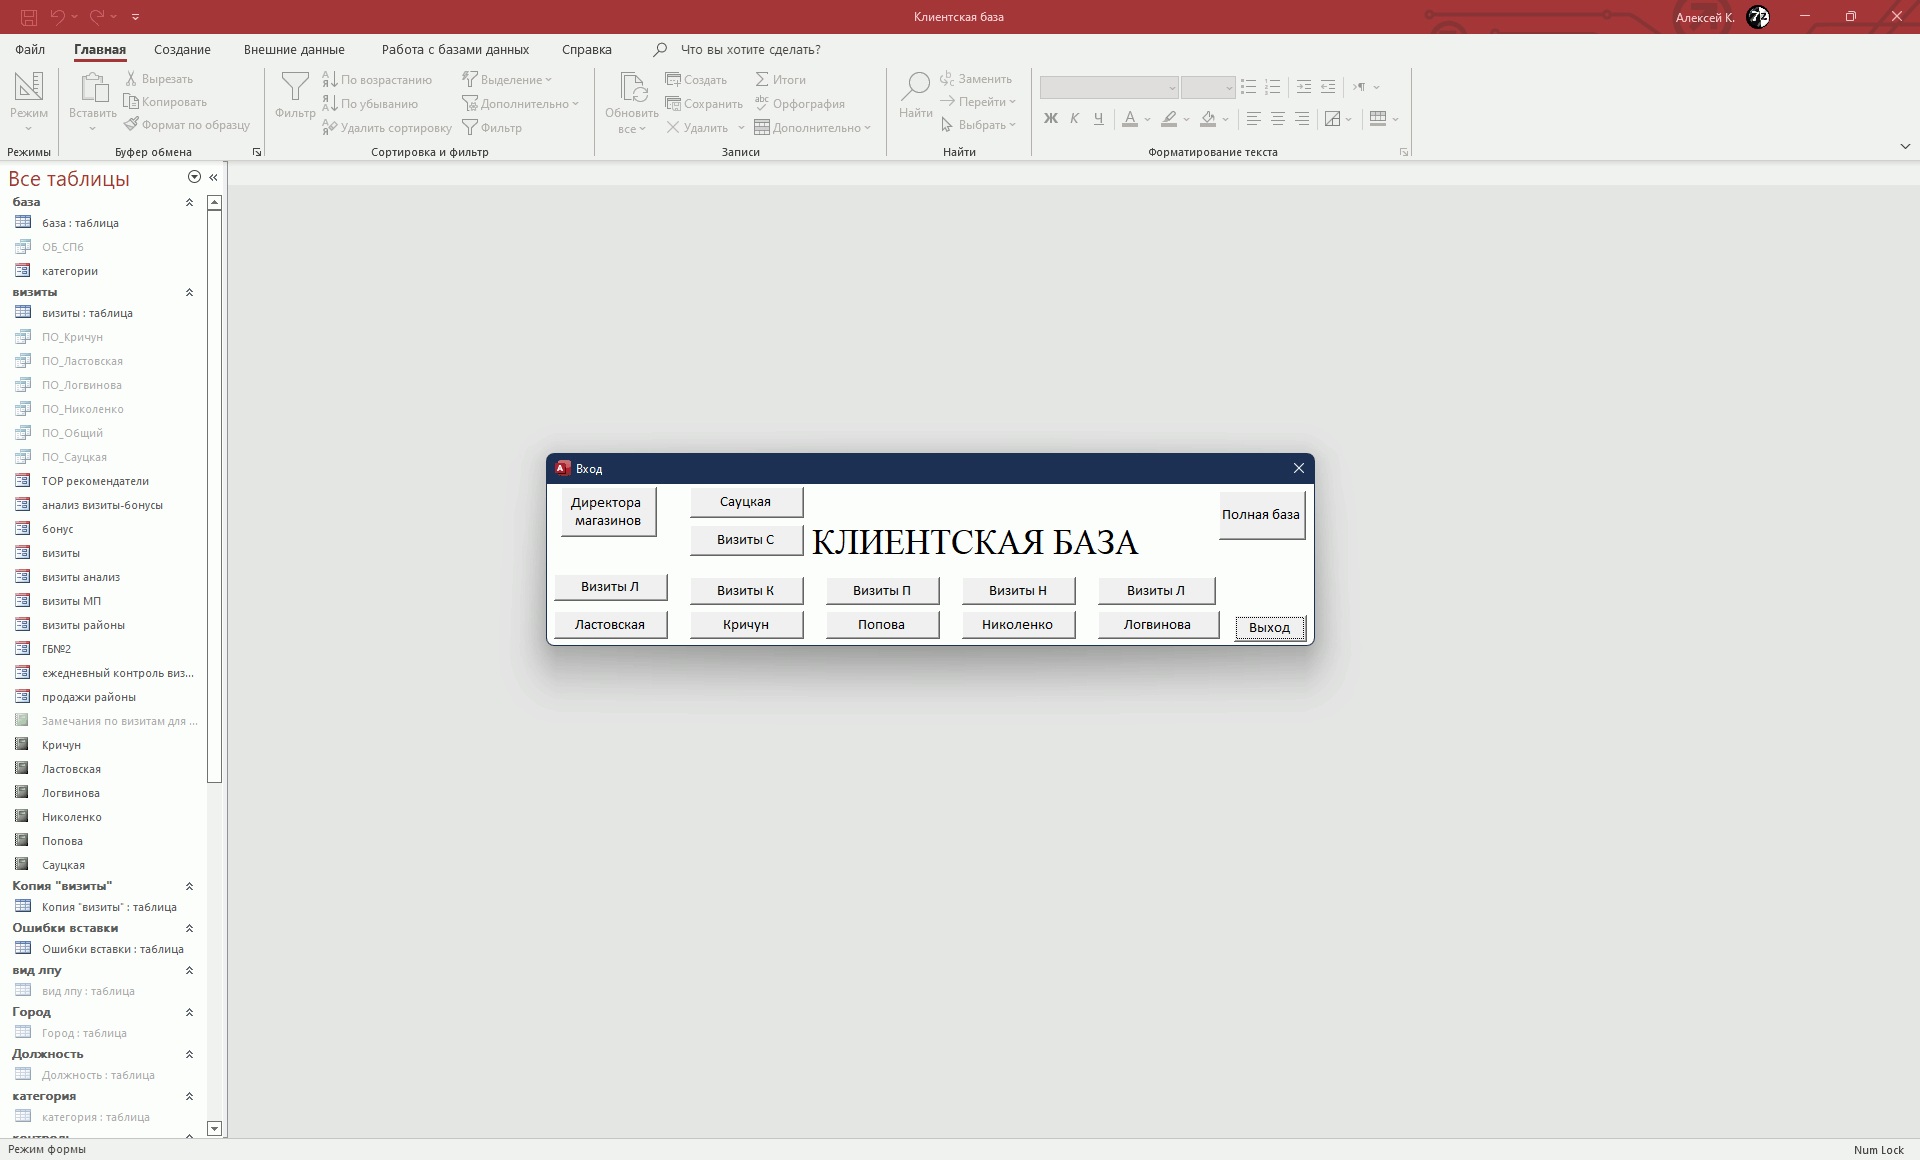 Клиентская база
Алексей К.
Файл
Главная
Создание
Внешние данные
Работа с базами данных
Справка
Что вы хотите сделать?
Режим
Режимы
Вставить
Вырезать
Копировать
Формат по образцу
Буфер обмена
Фильтр
По возрастанию
По убыванию
Удалить сортировку
Выделение
Дополнительно
Фильтр
Сортировка и фильтр
Обновить
все
Создать
Сохранить
Удалить
Итоги
Орфография
Дополнительно
Записи
Найти
Заменить
Перейти
Выбрать
Найти
Ж К Ч
Форматирование текста
Все таблицы
база
база : таблица
ОБ_СПб
категории
визиты
визиты : таблица
ПО_Кричун
ПО_Ластовская
ПО_Логвинова
ПО_Николенко
ПО_Общий
ПО_Сауцкая
TOP рекомендатели
анализ визиты-бонусы
бонус
визиты
визиты анализ
визиты МП
визиты районы
ГБ№2
ежедневный контроль виз...
продажи районы
Замечания по визитам для ...
Кричун
Ластовская
Логвинова
Николенко
Попова
Сауцкая
Копия "визиты"
Копия "визиты" : таблица
Ошибки вставки
Ошибки вставки : таблица
вид лпу
вид лпу : таблица
Город
Город : таблица
Должность
Должность : таблица
категория
категория : таблица
контроль
Вход
Директора
магазинов
Сауцкая
Визиты С
КЛИЕНТСКАЯ БАЗА
Полная база
Визиты Л
Визиты К
Визиты П
Визиты Н
Визиты Л
Ластовская
Кричун
Попова
Николенко
Логвинова
Выход
Режим формы
Num Lock